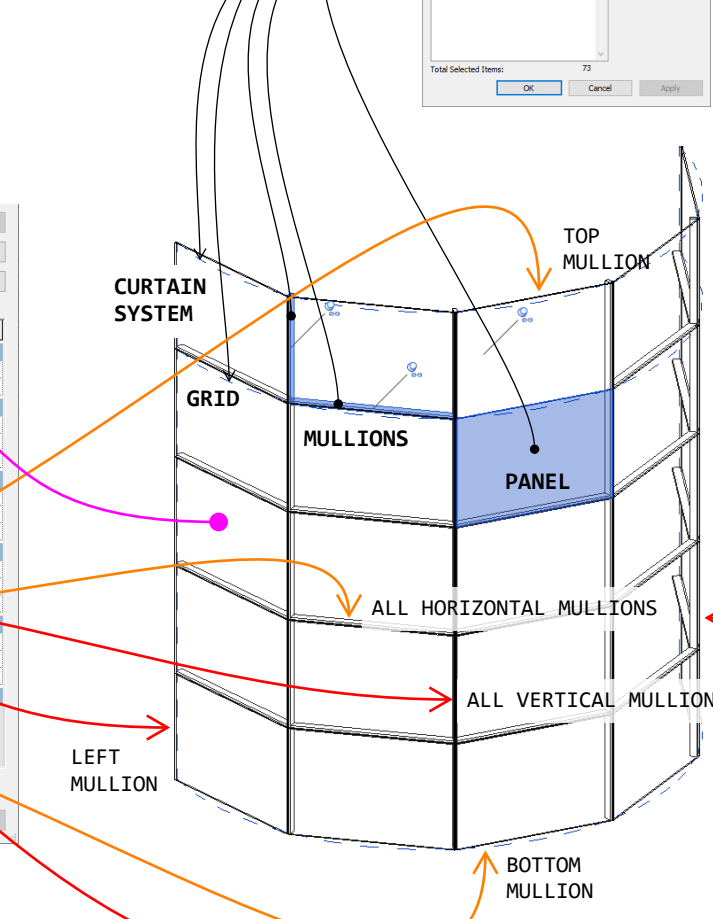 Total Selected Items:
73
OK
Cancel
Apply
TOP
MULLION
CURTAIN
SYSTEM
GRID
MULLIONS
PANEL
ALL HORIZONTAL MULLIONS
ALL VERTICAL MULLION
LEFT
MULLION
BOTTOM
MULLION